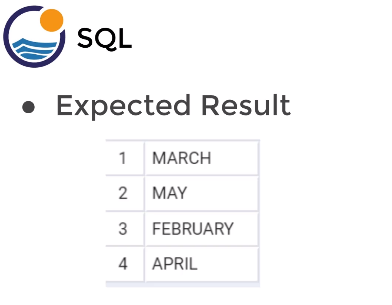 SQL
● Expected Result
1 MARCH
2 MAY
3 FEBRUARY
4 APRIL